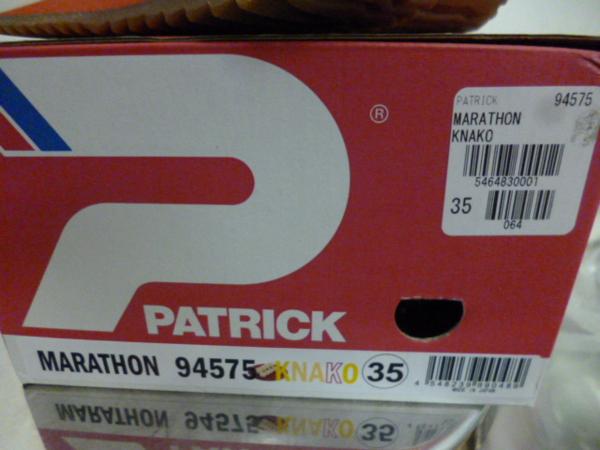 PATRICK 94575
MARATHON
KNAKO
5464830001
35
064
®
PATRICK
MARATHON 94575 KNAKO 35
MADE IN JAPAN